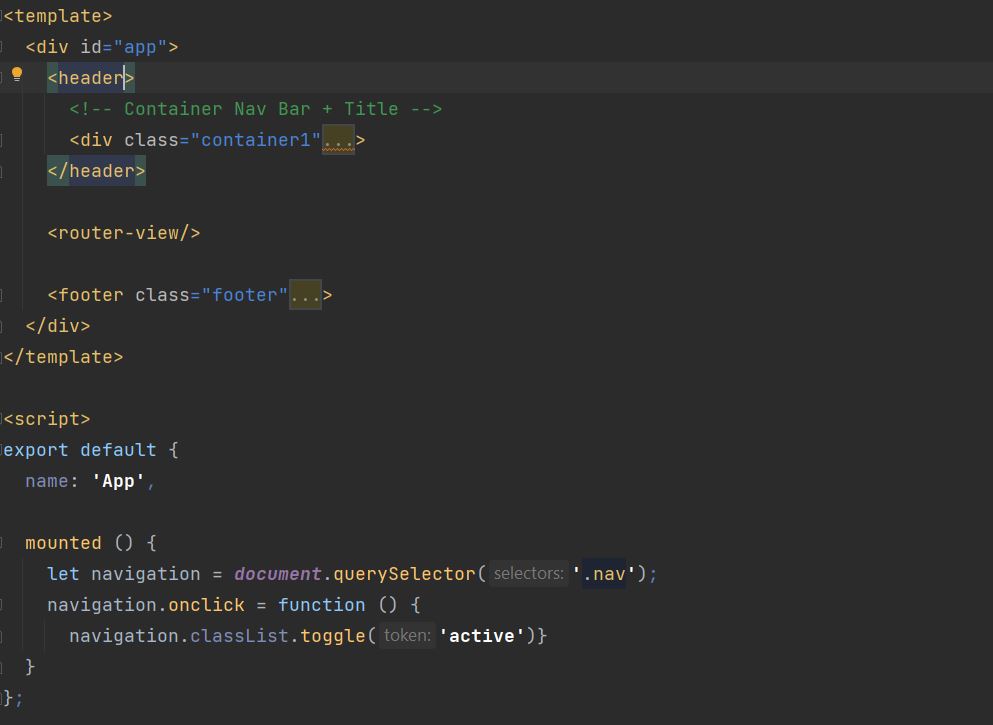 <template>
<div id="app">
<header>
<!-- Container Nav Bar + Title -->
<div class="container1"...>
</header>
<router-view/>
<footer class="footer"...>
</div>
</template>
<script>
export default {
name: 'App',
mounted () {
let navigation = document.querySelector( selectors: '.nav');
navigation.onclick = function () {
navigation.classList.toggle( token: 'active')}
}
};